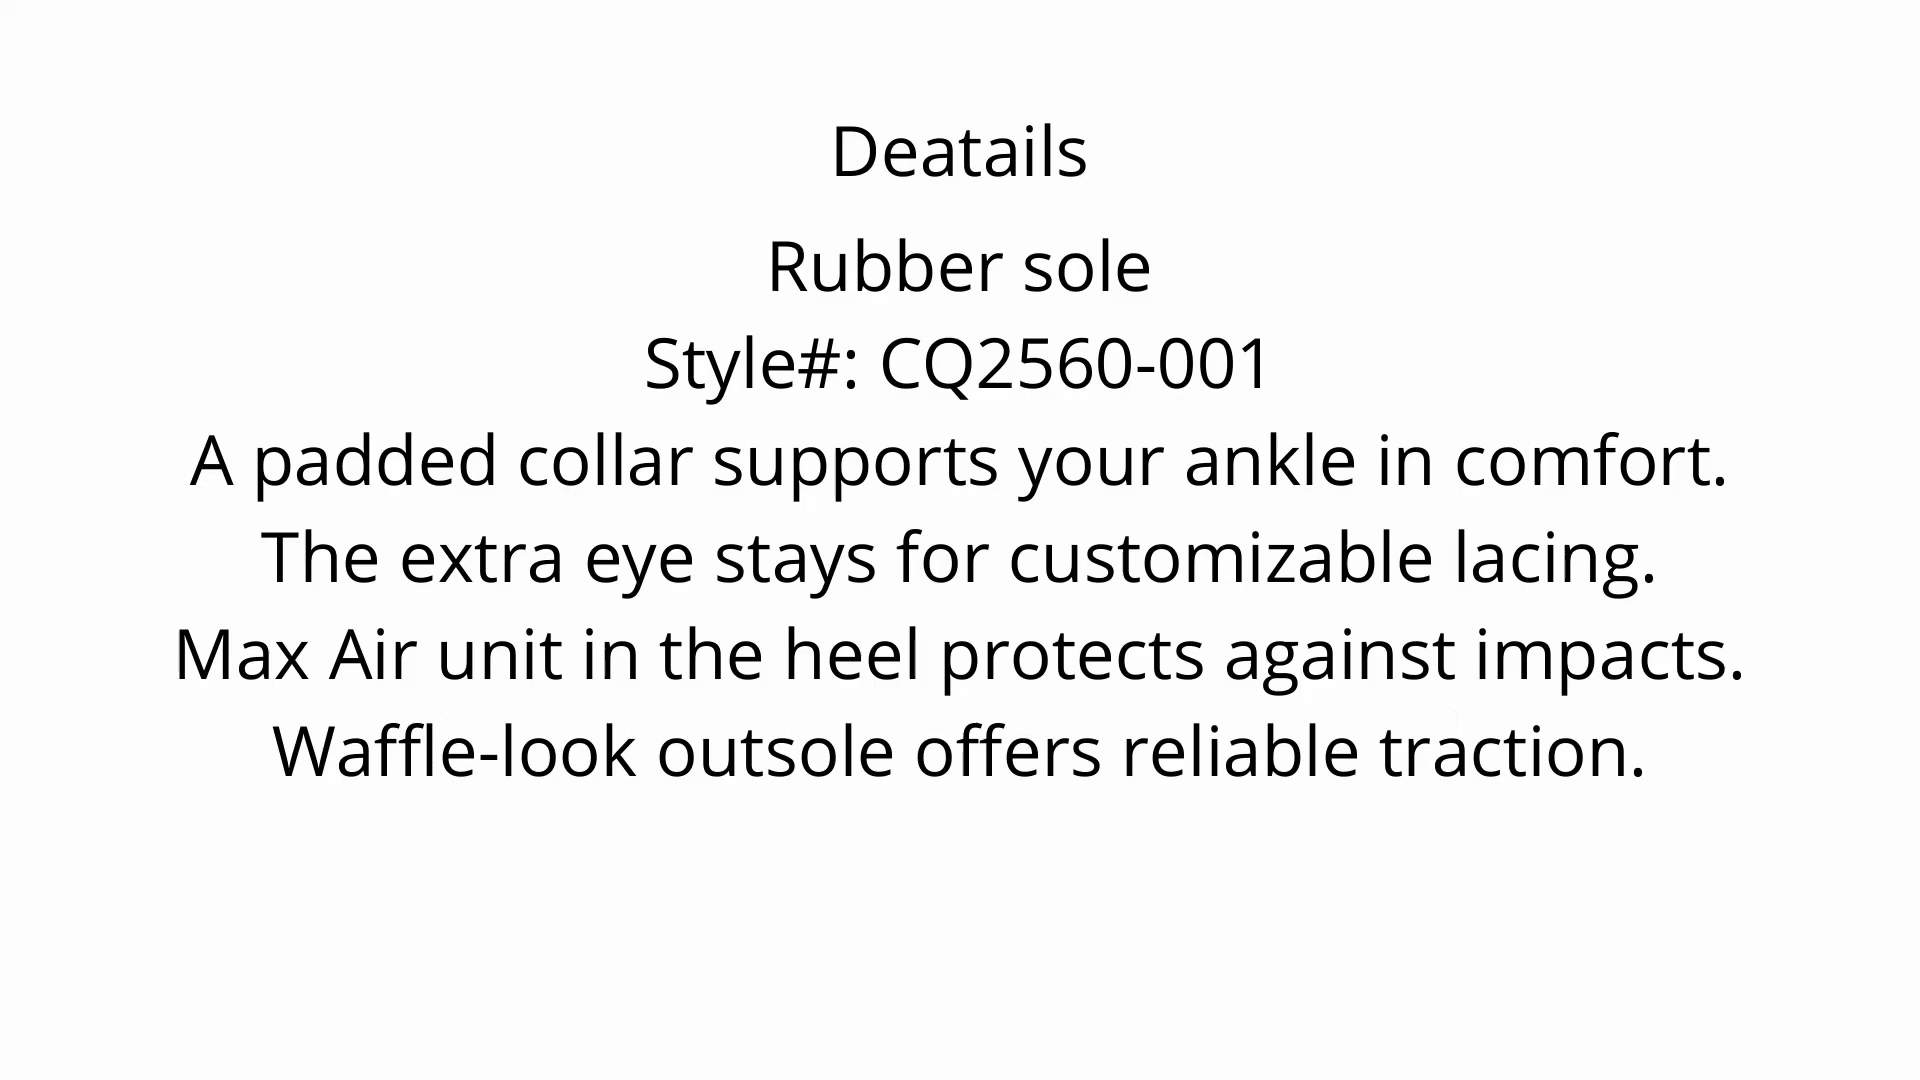 Deatails
Rubber sole
Style#: CQ2560-001
A padded collar supports your ankle in comfort.
The extra eye stays for customizable lacing.
Max Air unit in the heel protects against impacts.
Waffle-look outsole offers reliable traction.